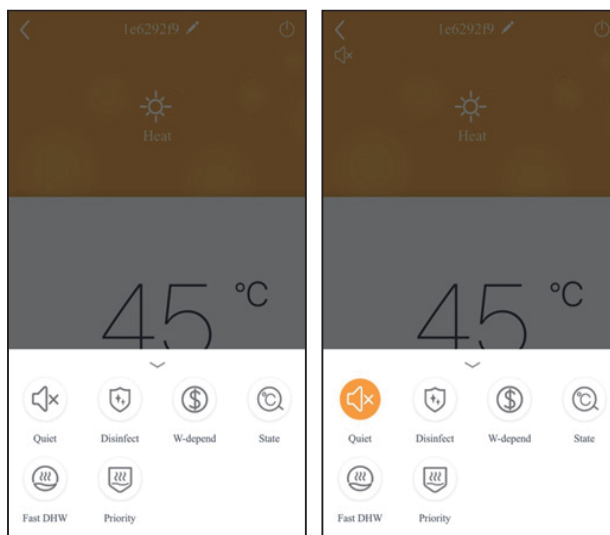 1e6292f9
Heat
45 °C
Quiet Disinfect W-depend State
Fast DHW Priority
1e6292f9
Heat
45 °C
Quiet Disinfect W-depend State
Fast DHW Priority